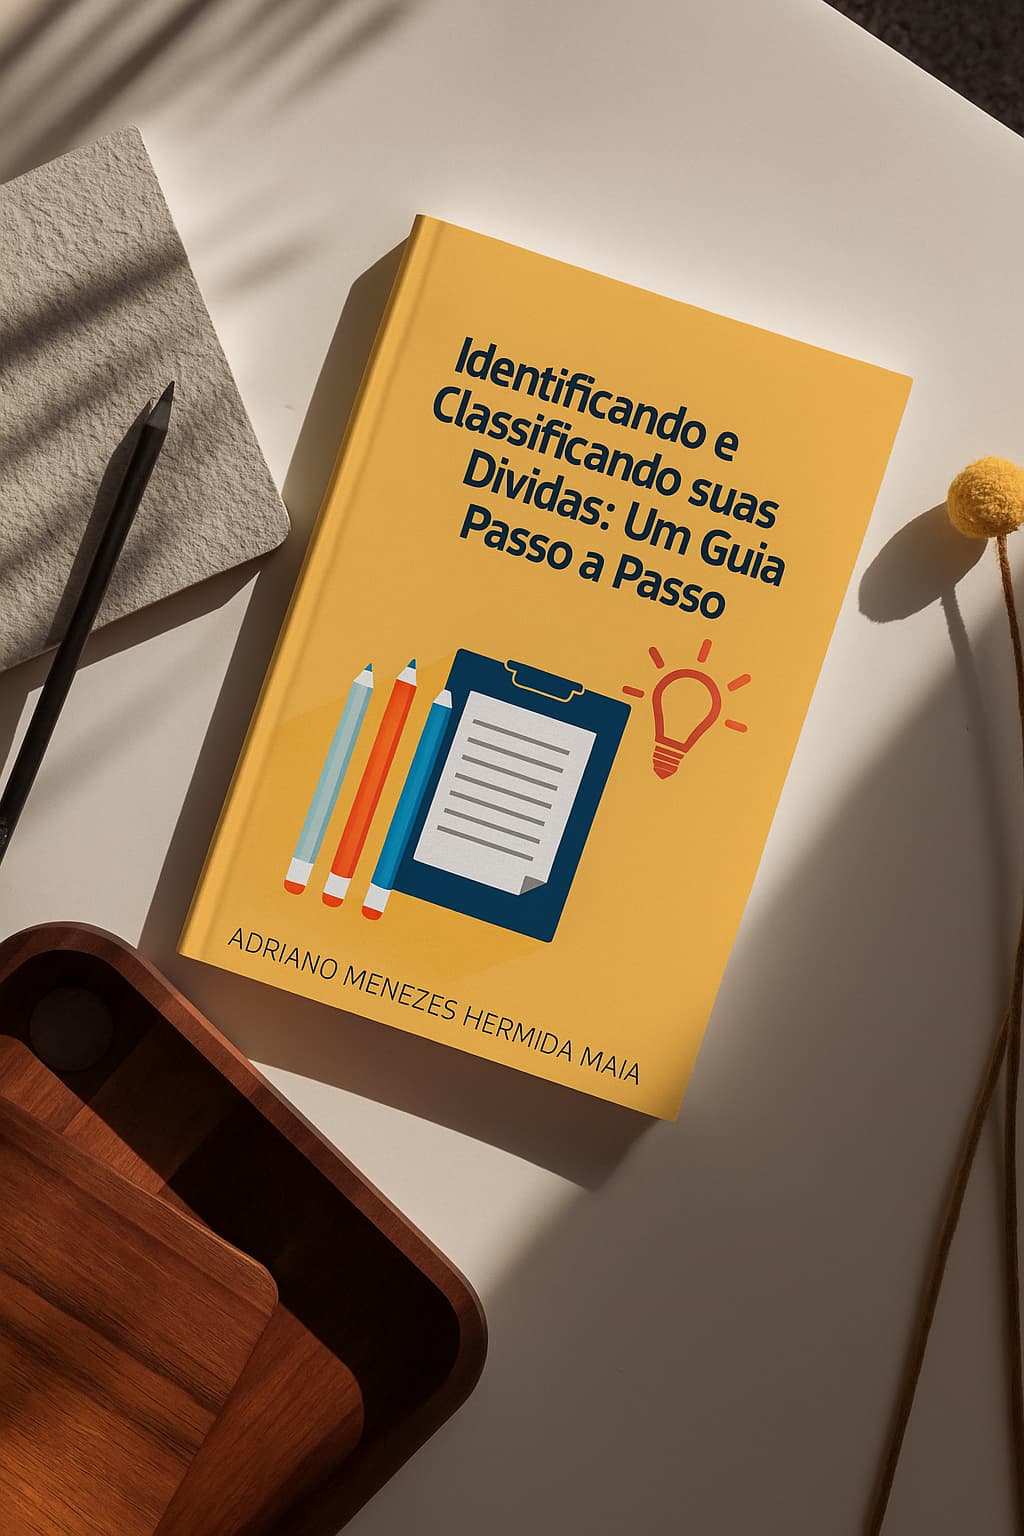 Identificando e
Classificando suas
Dividas: Um Guia
Passo a Passo
ADRIANO MENEZES HERMIDA MAIA